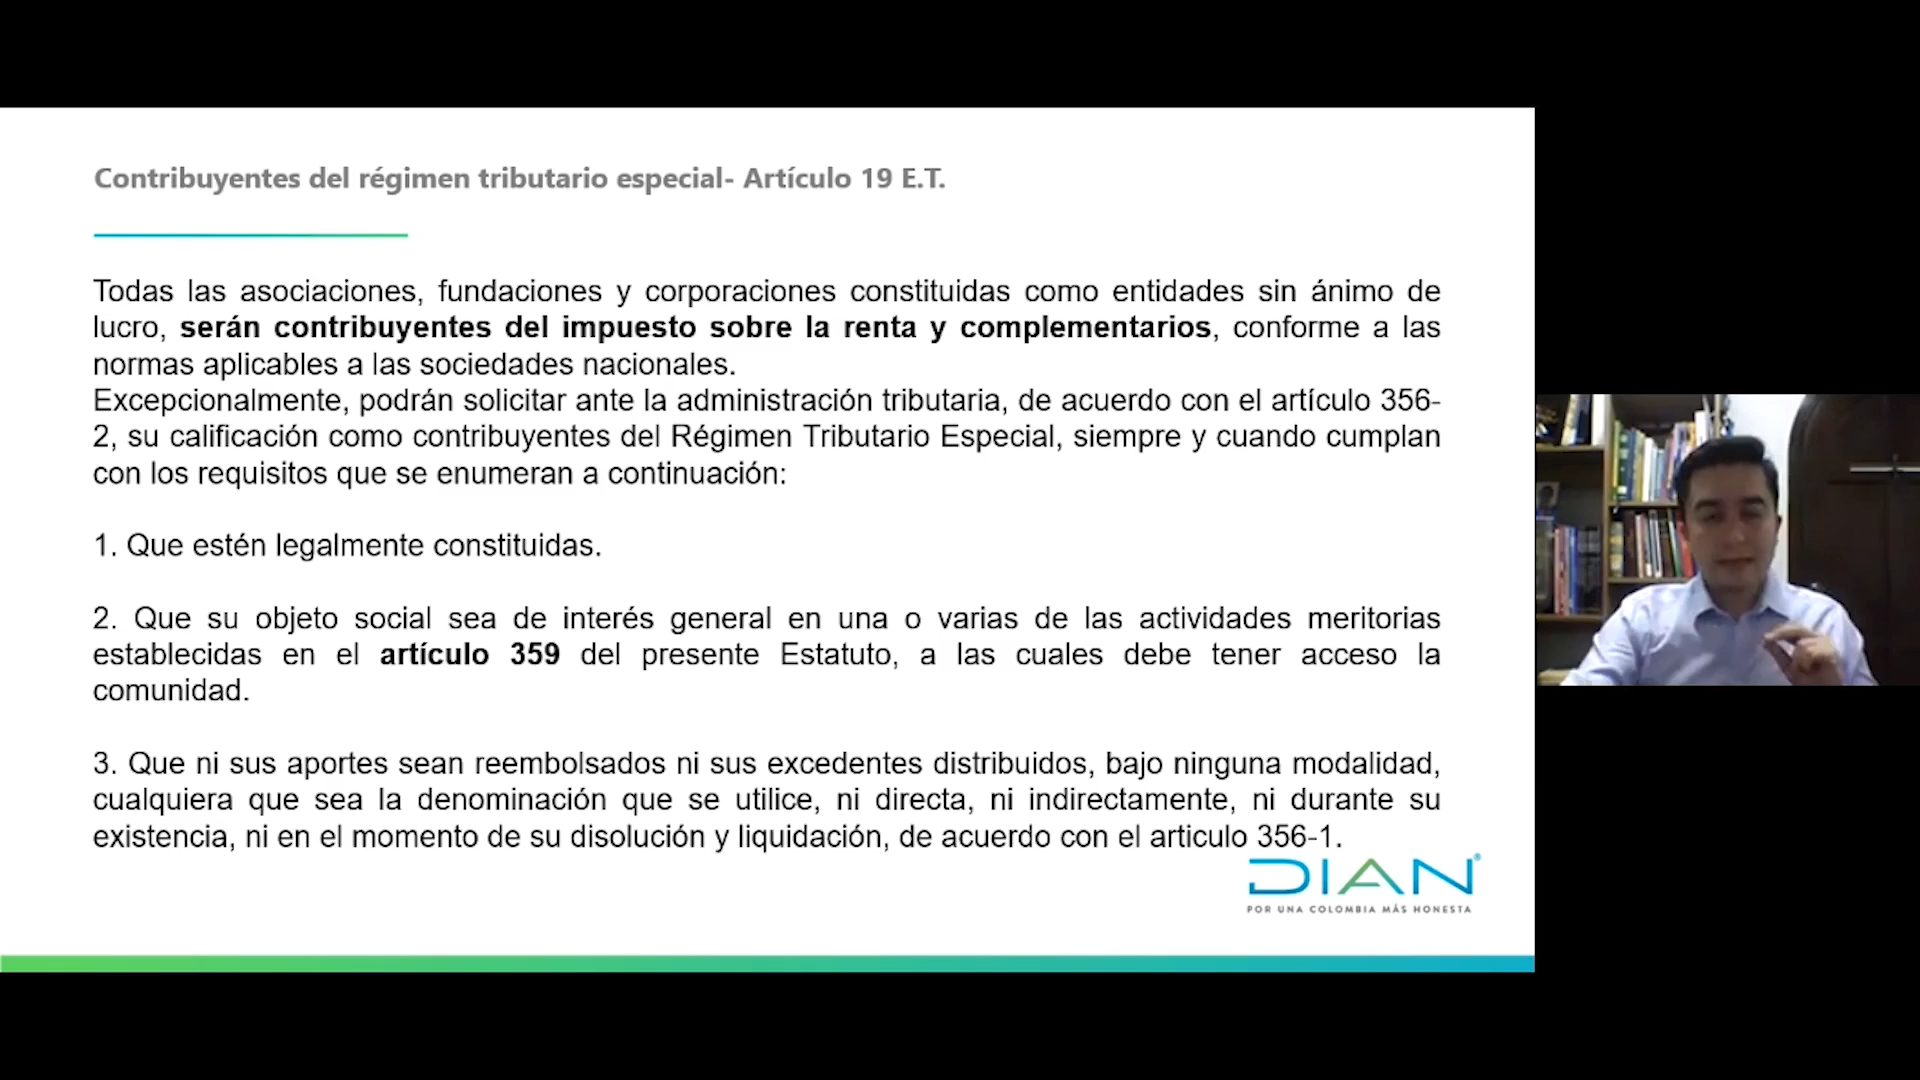 Contribuyentes del régimen tributario especial- Artículo 19 E.T.
Todas las asociaciones, fundaciones y corporaciones constituidas como entidades sin ánimo de
lucro, serán contribuyentes del impuesto sobre la renta y complementarios, conforme a las
normas aplicables a las sociedades nacionales.
Excepcionalmente, podrán solicitar ante la administración tributaria, de acuerdo con el artículo 356-
2, su calificación como contribuyentes del Régimen Tributario Especial, siempre y cuando cumplan
con los requisitos que se enumeran a continuación:
1. Que estén legalmente constituidas.
2. Que su objeto social sea de interés general en una o varias de las actividades meritorias
establecidas en el artículo 359 del presente Estatuto, a las cuales debe tener acceso la
comunidad.
3. Que ni sus aportes sean reembolsados ni sus excedentes distribuidos, bajo ninguna modalidad,
cualquiera que sea la denominación que se utilice, ni directa, ni indirectamente, ni durante su
existencia, ni en el momento de su disolución y liquidación, de acuerdo con el articulo 356-1.
DIAN®
POR UNA COLOMBIA MÁS HONESTA